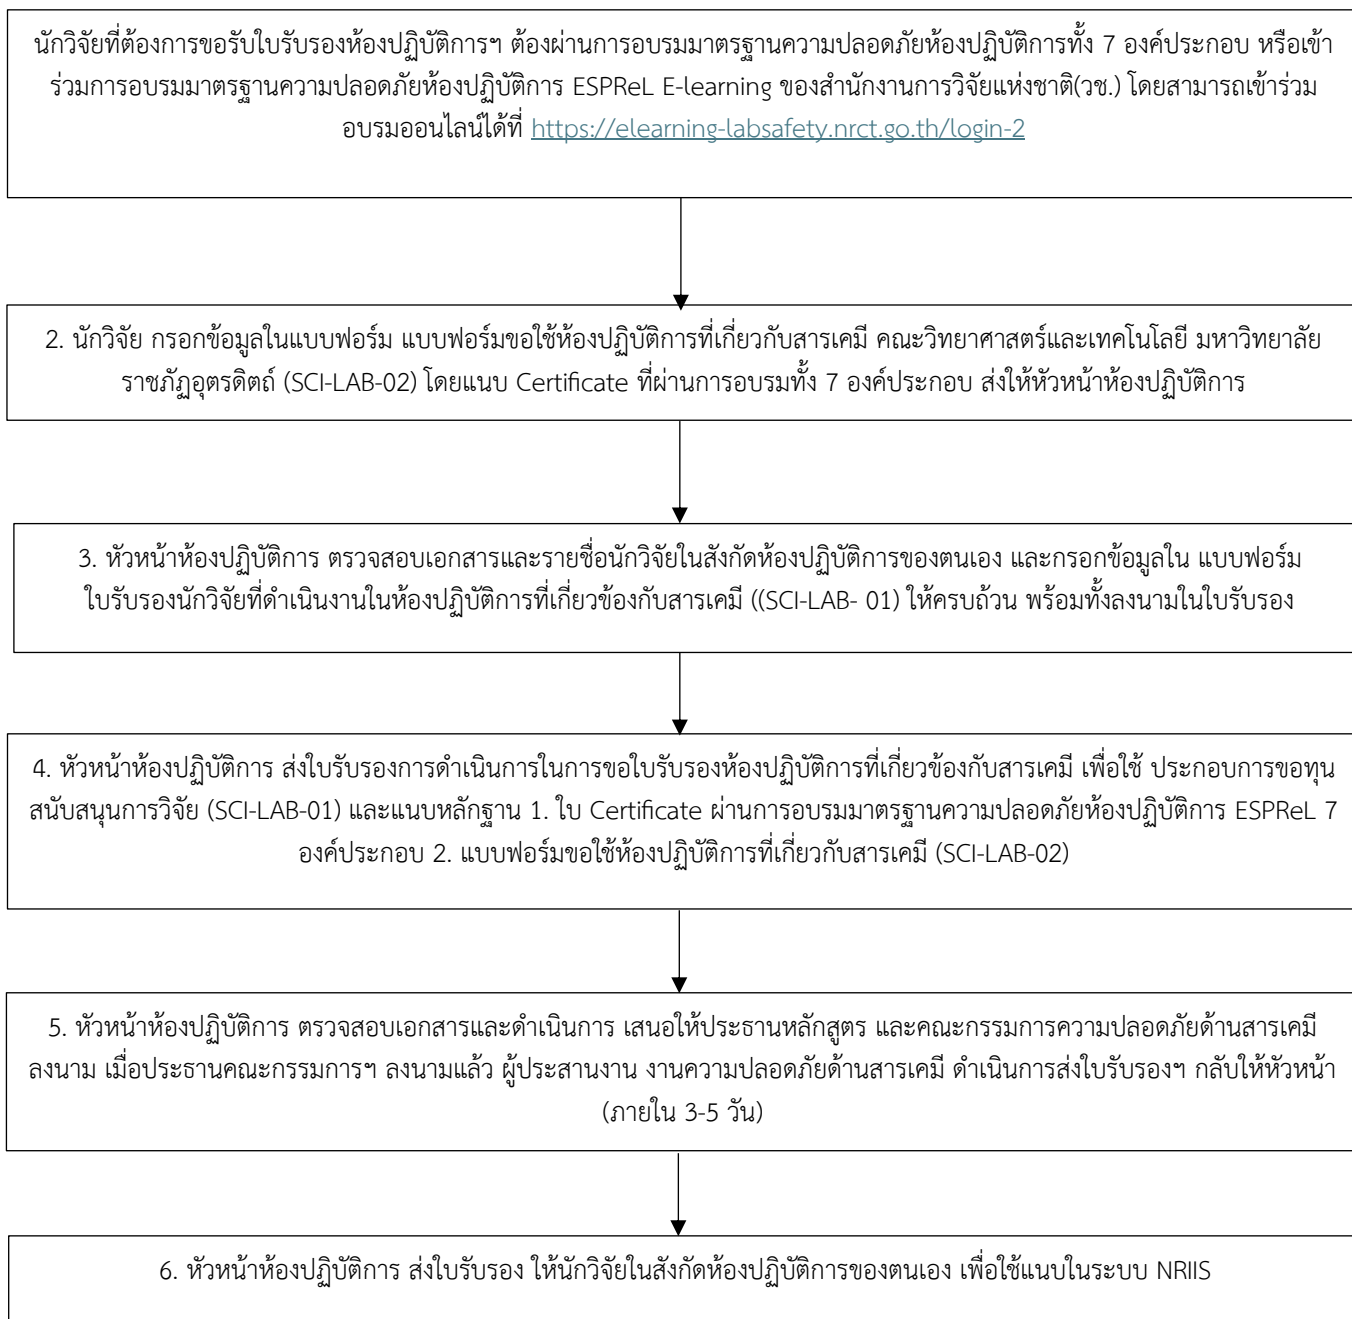 นักวิจัยที่ต้องการขอรับใบรับรองห้องปฏิบัติการฯ ต้องผ่านการอบรมมาตรฐานความปลอดภัยห้องปฏิบัติการทั้ง 7 องค์ประกอบ หรือเข้า
ร่วมการอบรมมาตรฐานความปลอดภัยห้องปฏิบัติการ ESPReL E-learning ของสำนักงานการวิจัยแห่งชาติ(วช.) โดยสามารถเข้าร่วม
อบรมออนไลน์ได้ที่ https://elearning-labsafety.nrct.go.th/login-2
2. นักวิจัย กรอกข้อมูลในแบบฟอร์ม แบบฟอร์มขอใช้ห้องปฏิบัติการที่เกี่ยวกับสารเคมี คณะวิทยาศาสตร์และเทคโนโลยี มหาวิทยาลัย
ราชภัฏอุตรดิตถ์ (SCI-LAB-02) โดยแนบ Certificate ที่ผ่านการอบรมทั้ง 7 องค์ประกอบ ส่งให้หัวหน้าห้องปฏิบัติการ
3. หัวหน้าห้องปฏิบัติการ ตรวจสอบเอกสารและรายชื่อนักวิจัยในสังกัดห้องปฏิบัติการของตนเอง และกรอกข้อมูลใน แบบฟอร์ม
ใบรับรองนักวิจัยที่ดำเนินงานในห้องปฏิบัติการที่เกี่ยวข้องกับสารเคมี ((SCI-LAB- 01) ให้ครบถ้วน พร้อมทั้งลงนามในใบรับรอง
4. หัวหน้าห้องปฏิบัติการ ส่งใบรับรองการดำเนินการในการขอใบรับรองห้องปฏิบัติการที่เกี่ยวข้องกับสารเคมี เพื่อใช้ ประกอบการขอทุน
สนับสนุนการวิจัย (SCI-LAB-01) และแนบหลักฐาน 1. ใบ Certificate ผ่านการอบรมมาตรฐานความปลอดภัยห้องปฏิบัติการ ESPReL 7
องค์ประกอบ 2. แบบฟอร์มขอใช้ห้องปฏิบัติการที่เกี่ยวกับสารเคมี (SCI-LAB-02)
5. หัวหน้าห้องปฏิบัติการ ตรวจสอบเอกสารและดำเนินการ เสนอให้ประธานหลักสูตร และคณะกรรมการความปลอดภัยด้านสารเคมี
ลงนาม เมื่อประธานคณะกรรมการฯ ลงนามแล้ว ผู้ประสานงาน งานความปลอดภัยด้านสารเคมี ดำเนินการส่งใบรับรองฯ กลับให้หัวหน้า
(ภายใน 3-5 วัน)
6. หัวหน้าห้องปฏิบัติการ ส่งใบรับรอง ให้นักวิจัยในสังกัดห้องปฏิบัติการของตนเอง เพื่อใช้แนบในระบบ NRIIS